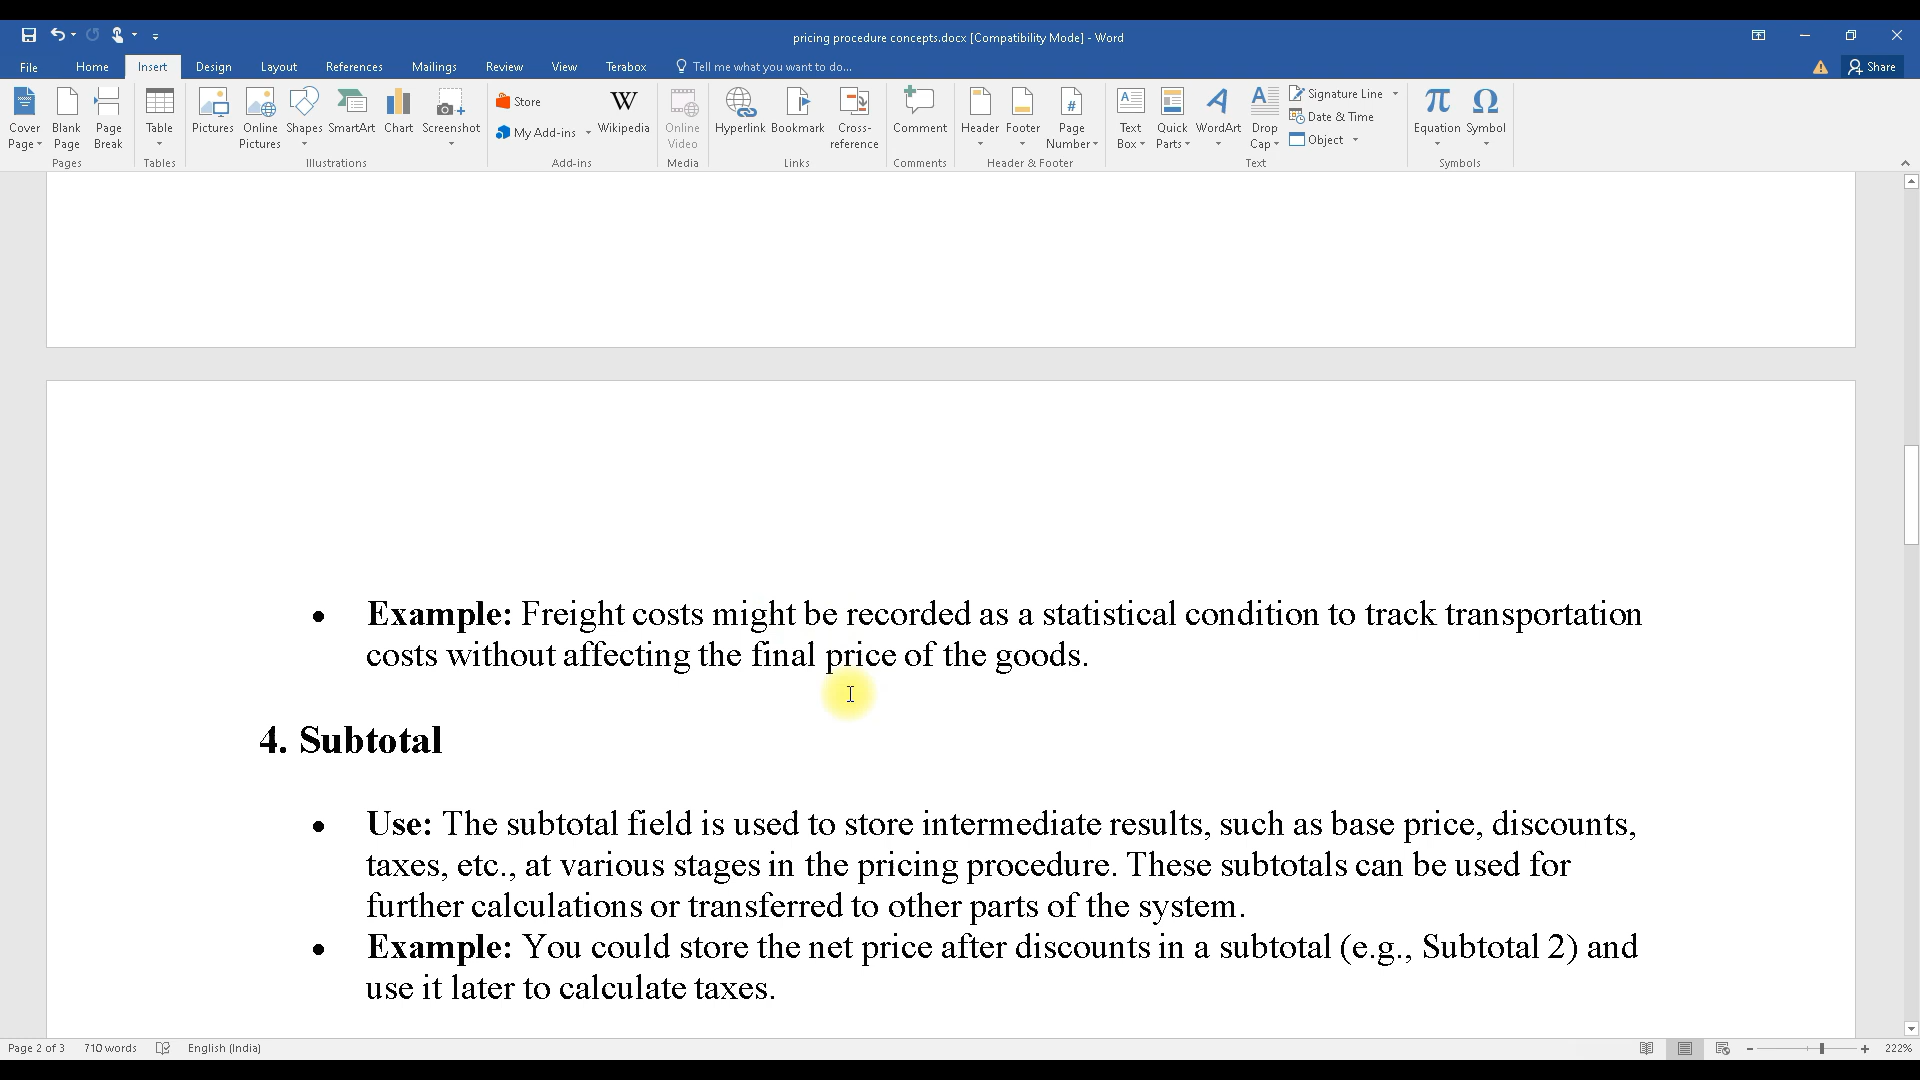 pricing procedure concepts.docx [Compatibility Mode] - Word
File Home Insert Design Layout References Mailings Review View Terabox Tell me what you want to do... Share
Cover Page
Blank Page
Page Break
Table
Pictures
Online Pictures
Shapes
SmartArt
Chart
Screenshot
Store
My Add-ins
W
Wikipedia
Online Video
Hyperlink
Bookmark
Cross-reference
Comment
Header
Footer
Page Number
Text Box
Quick Parts
WordArt
Drop Cap
Signature Line
Date & Time
Object
π
Equation
Ω
Symbol
Pages Tables Illustrations Add-ins Media Links Comments Header & Footer Text Symbols
• Example: Freight costs might be recorded as a statistical condition to track transportation
costs without affecting the final price of the goods.
4. Subtotal
• Use: The subtotal field is used to store intermediate results, such as base price, discounts,
taxes, etc., at various stages in the pricing procedure. These subtotals can be used for
further calculations or transferred to other parts of the system.
• Example: You could store the net price after discounts in a subtotal (e.g., Subtotal 2) and
use it later to calculate taxes.
Page 2 of 3 710 words English (India) 222%